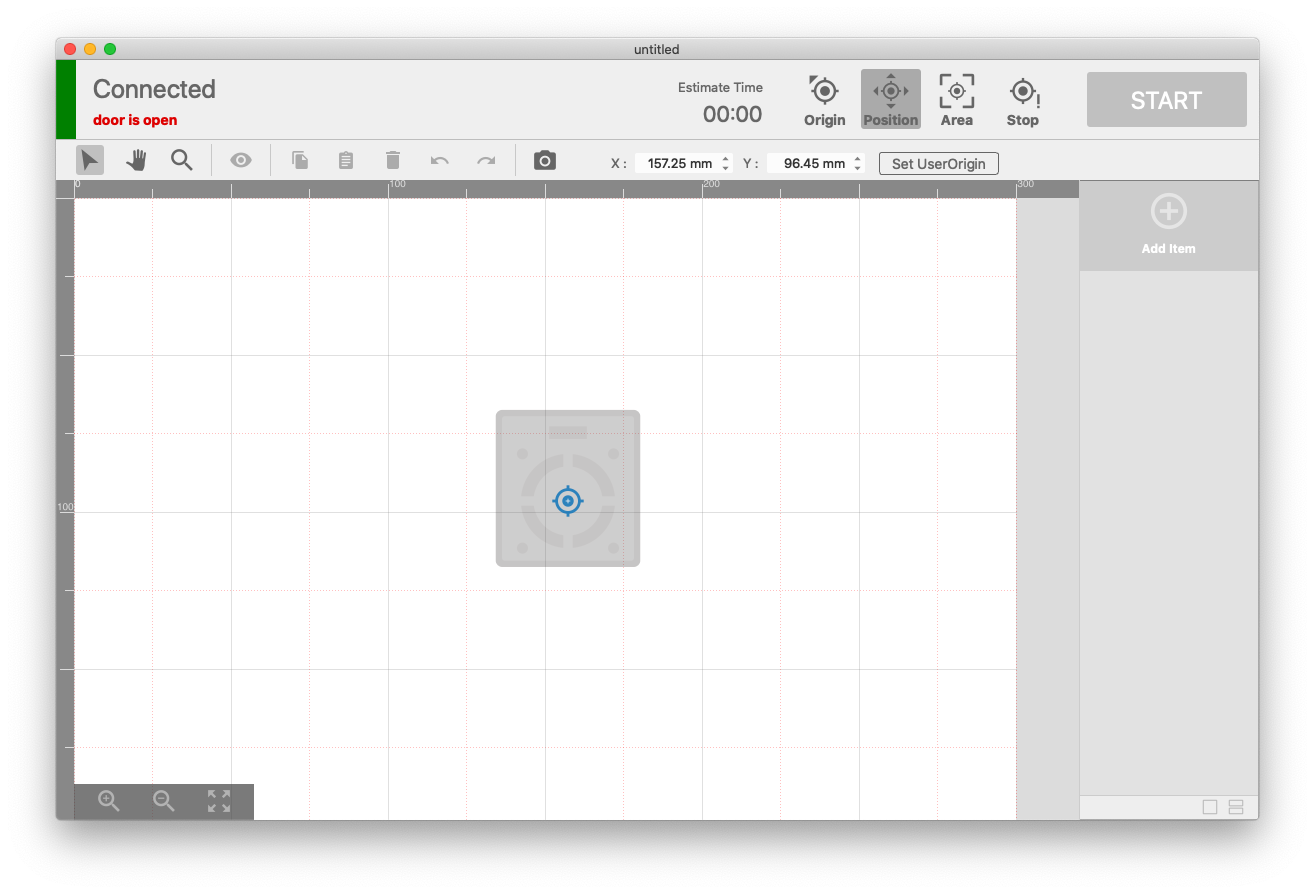 untitled
Connected
door is open
Estimate Time
00:00
Origin
Position
Area
Stop
START
X :
157.25 mm
Y :
96.45 mm
Set UserOrigin
0
100
200
300
Add Item
100